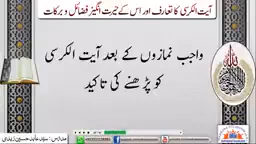 آیت الکرسی کا تعارف اور اس کے حیرت انگیز فضائل و برکات
واجب نمازوں کے بعد آیت الکرسی
کو پڑھنے کی تاکید